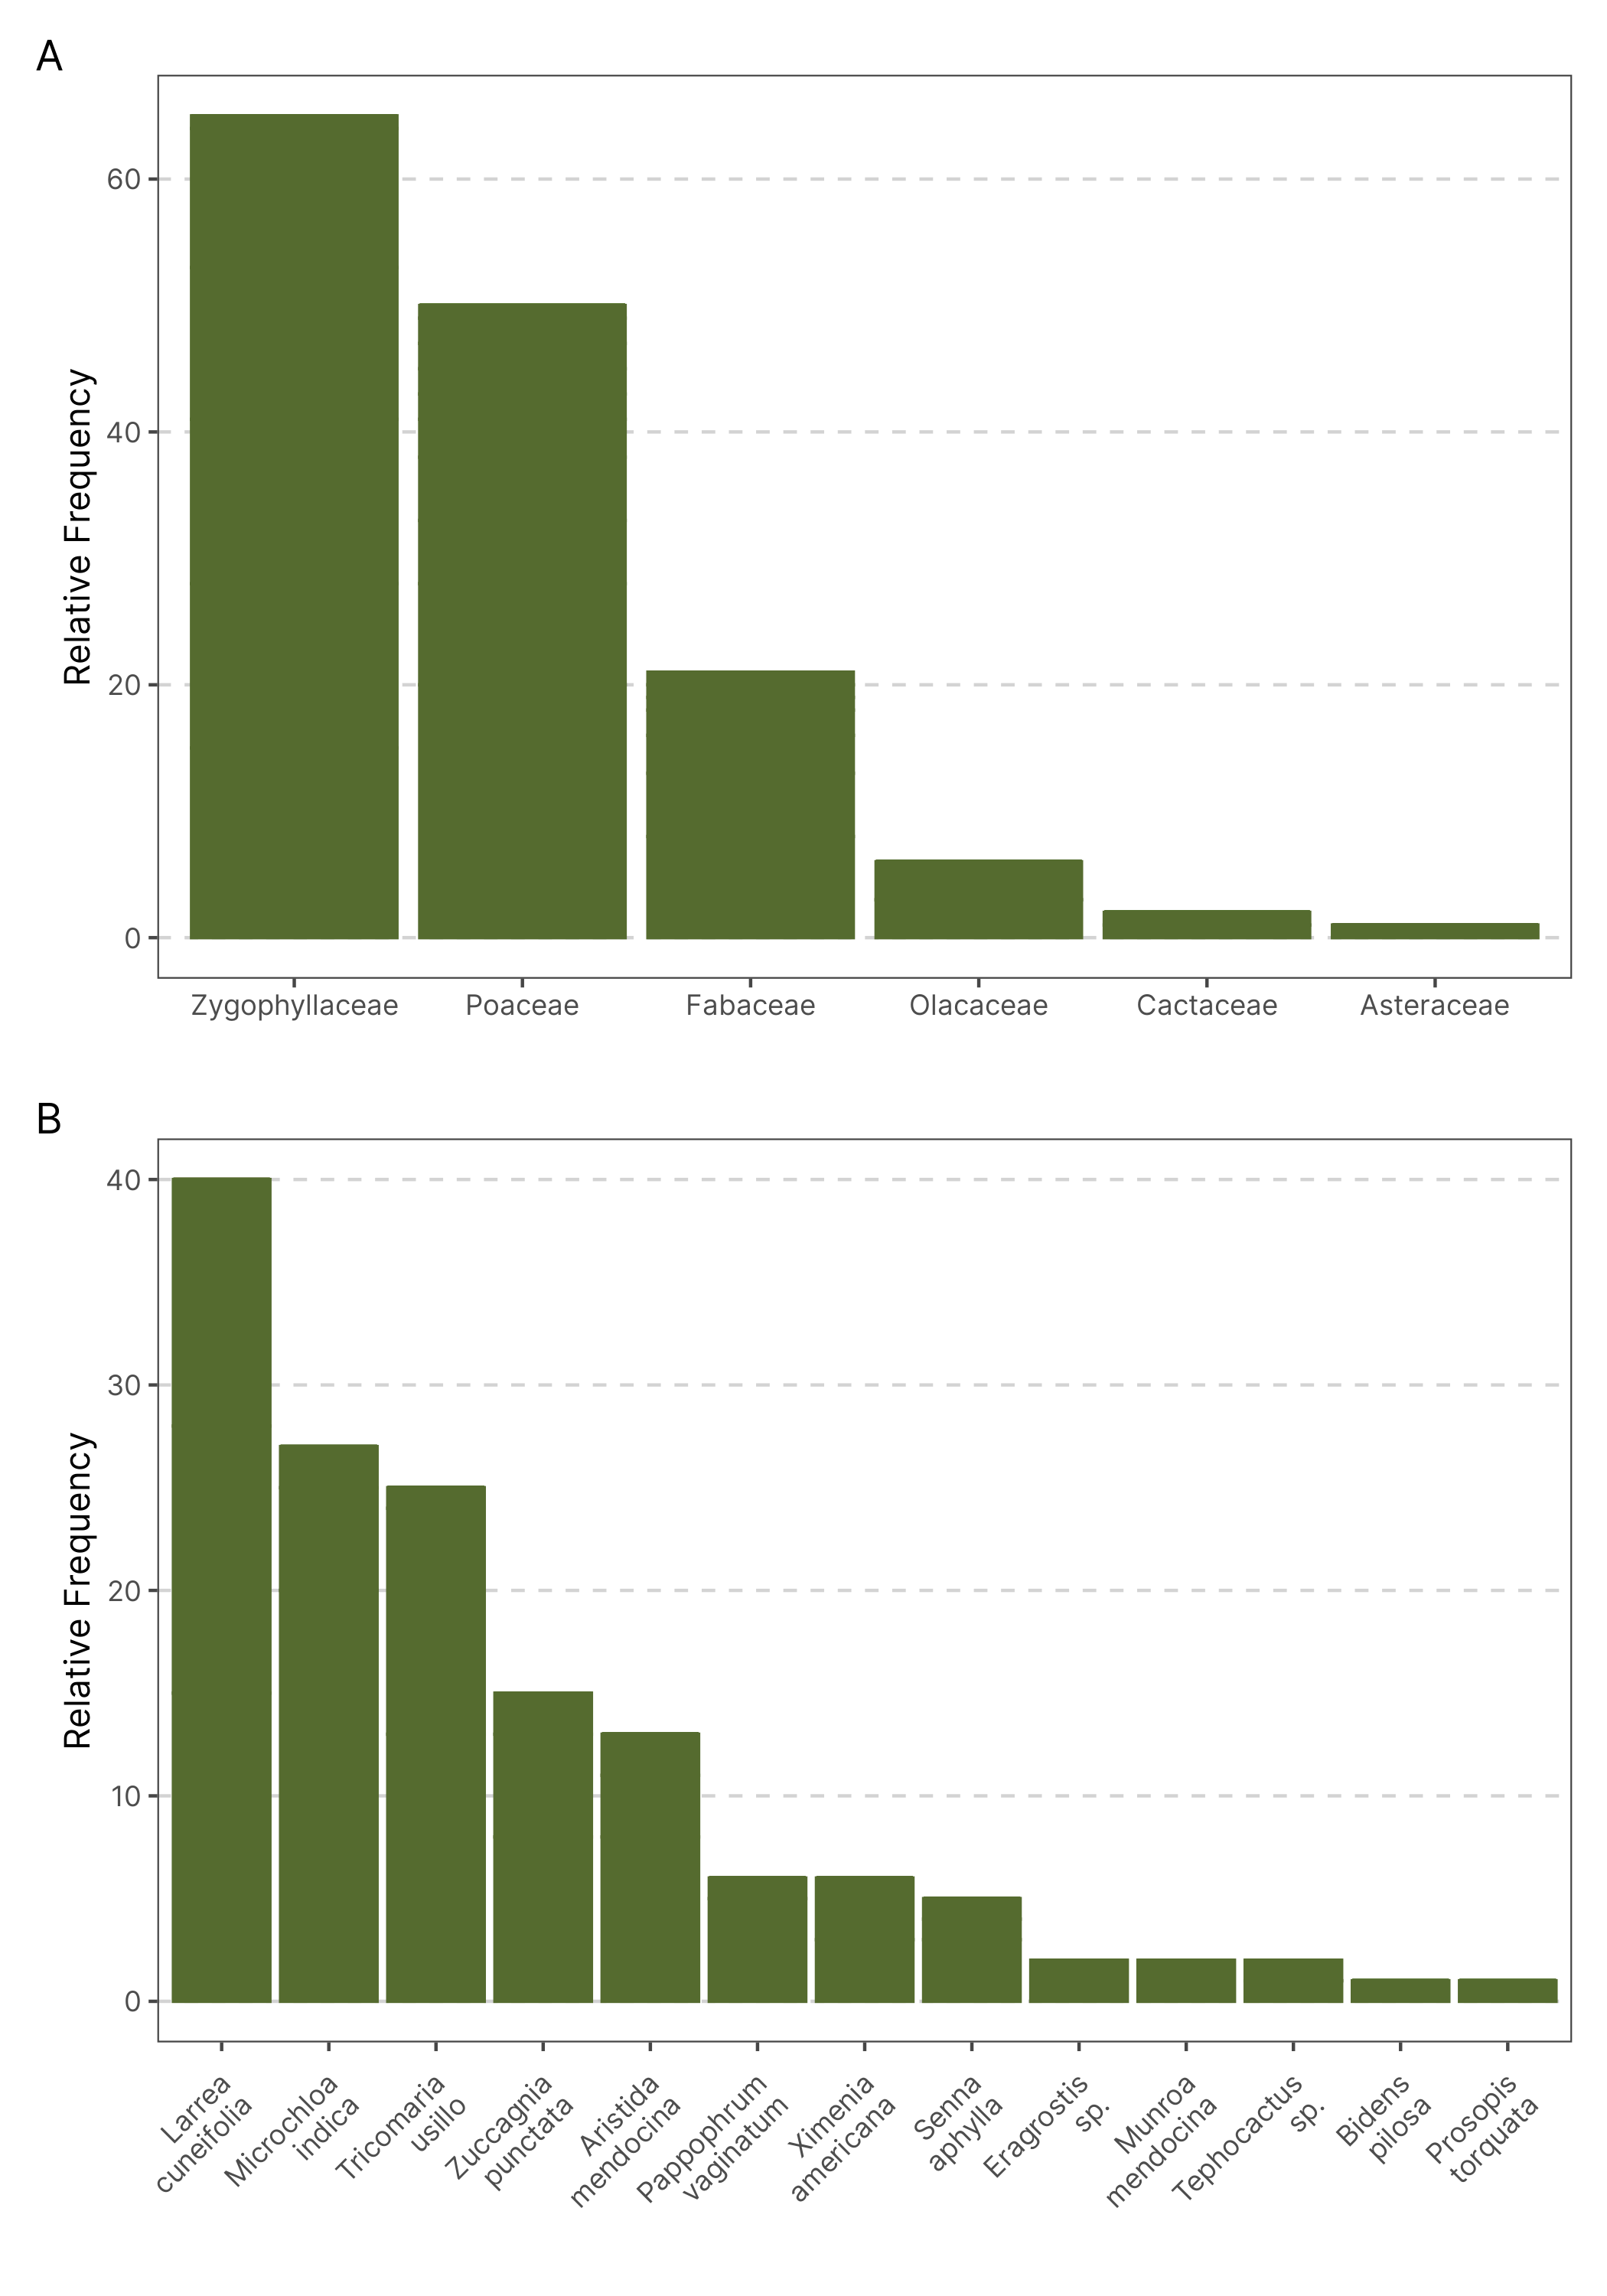 A
Relative Frequency
60
40
20
0
Zygophyllaceae
Poaceae
Fabaceae
Olacaceae
Cactaceae
Asteraceae
B
Relative Frequency
40
30
20
10
0
Larrea
cuneifolia
Microchloa
indica
Tricomaria
usillo
Zuccagnia
punctata
Aristida
mendocina
Pappophrum
vaginatum
Ximenia
americana
Senna
aphylla
Eragrostis
sp.
Munroa
mendocina
Tephocactus
sp.
Bidens
pilosa
Prosopis
torquata